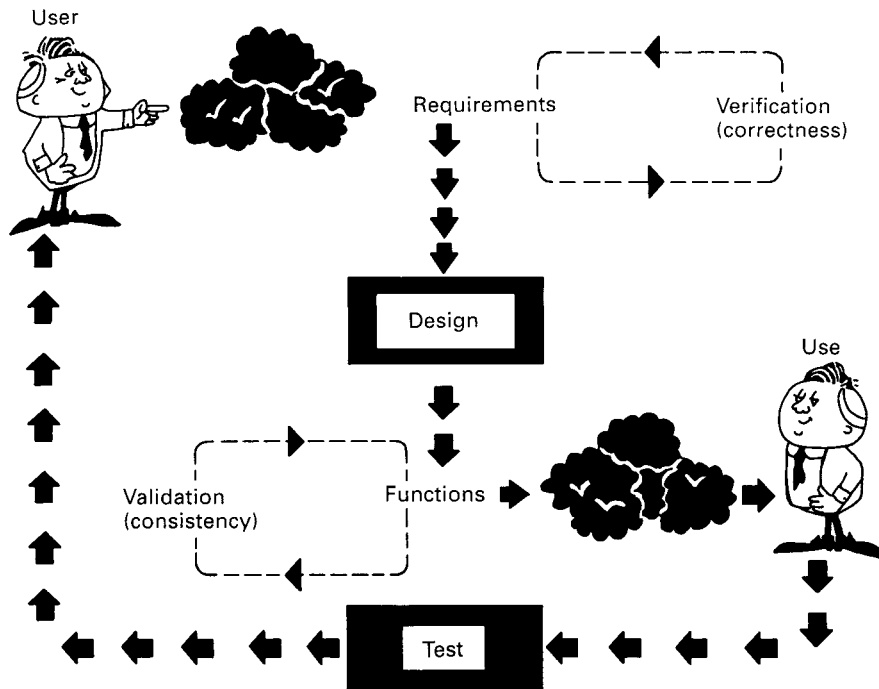 User
Requirements
Verification
(correctness)
Design
Use
Validation
(consistency)
Functions
Test